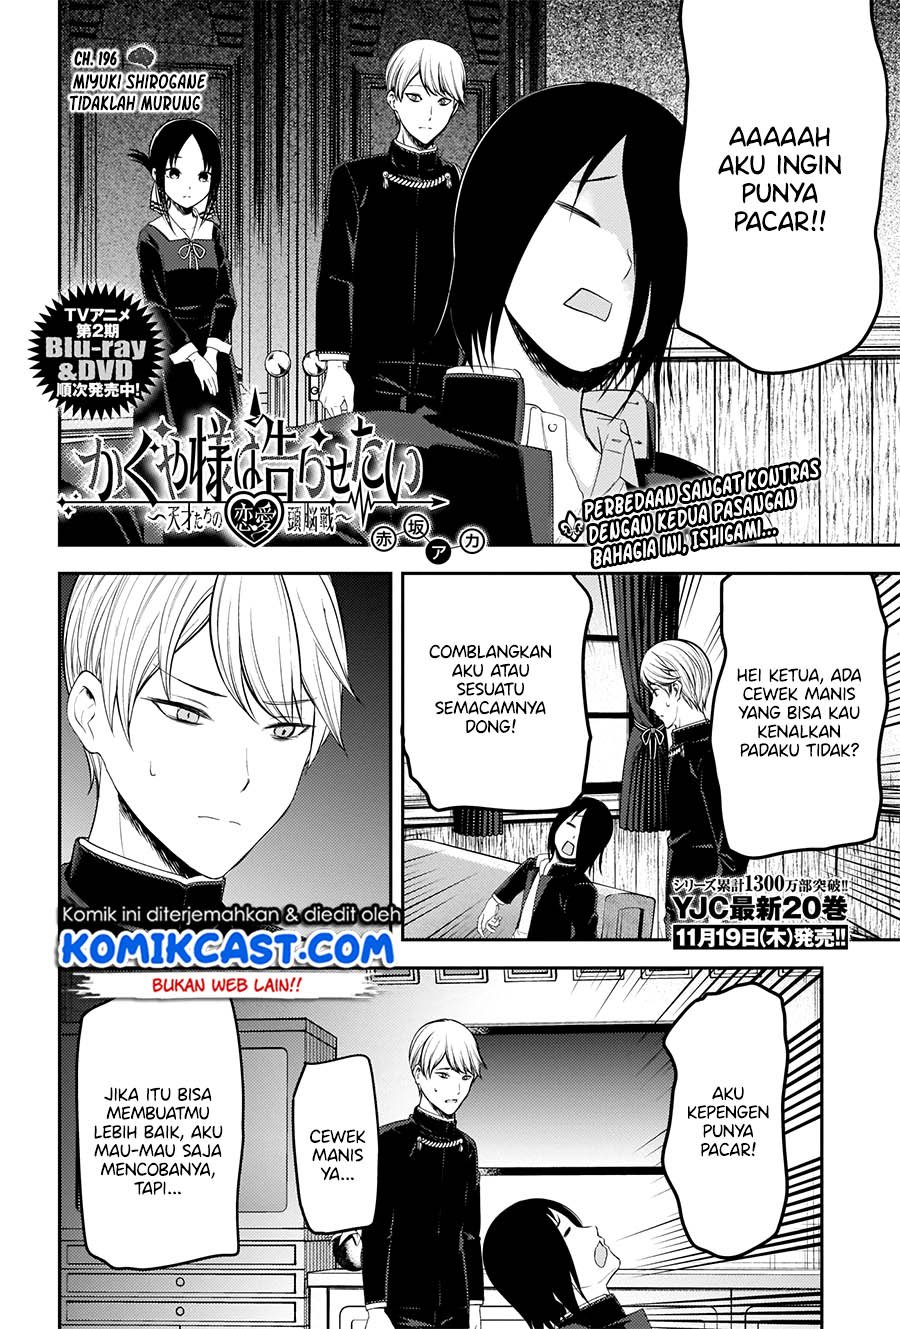 CH. 196
MIYUKI SHIROGANE
TIDAKLAH MURUNG
AAAAAH
AKU INGIN
PUNYA
PACAR!!
TVアニメ
第2期
Blu-ray
&DVD
順次発売中!
かぐや様は告らせたい
~天才たちの恋愛頭脳戦~
赤坂アカ
PERBEDAAN SANGAT KONTRAS
DENGAN KEDUA PASANGAN
BAHAGIA INI, ISHIGAMI...
HEI KETUA, ADA
CEWEK MANIS
YANG BISA KAU
KENALKAN
PADAKU TIDAK?
COMBLANGKAN
AKU ATAU
SESUATU
SEMACAMNYA
DONG!
シリーズ累計1300万部突破!!
YJC最新20巻
11月19日(木)発売!!
Komik ini diterjemahkan & diedit oleh
KOMIKCAST.COM
BUKAN WEB LAIN!!
AKU
KEPENGEN
PUNYA
PACAR!
CEWEK
MANIS
YA...
JIKA ITU BISA
MEMBUATMU
LEBIH BAIK, AKU
MAU-MAU SAJA
MENCOBANYA,
TAPI...